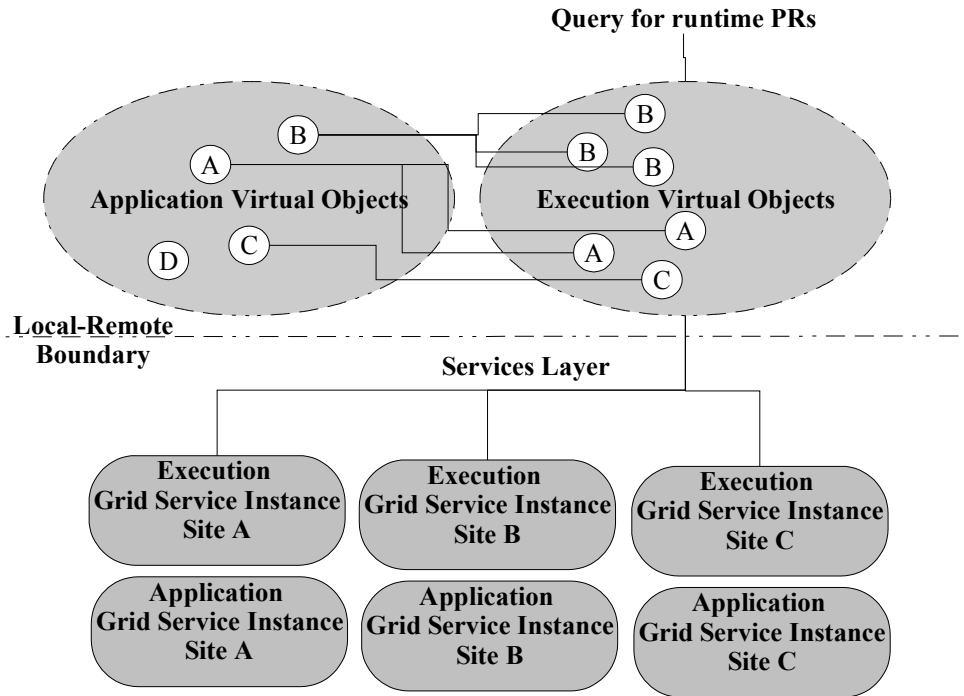 Query for runtime PRs
B
A
Application Virtual Objects
C
D
B
B
B
Execution Virtual Objects
A
A
C
Local-Remote
Boundary
Services Layer
Execution
Grid Service Instance
Site A
Execution
Grid Service Instance
Site B
Execution
Grid Service Instance
Site C
Application
Grid Service Instance
Site A
Application
Grid Service Instance
Site B
Application
Grid Service Instance
Site C